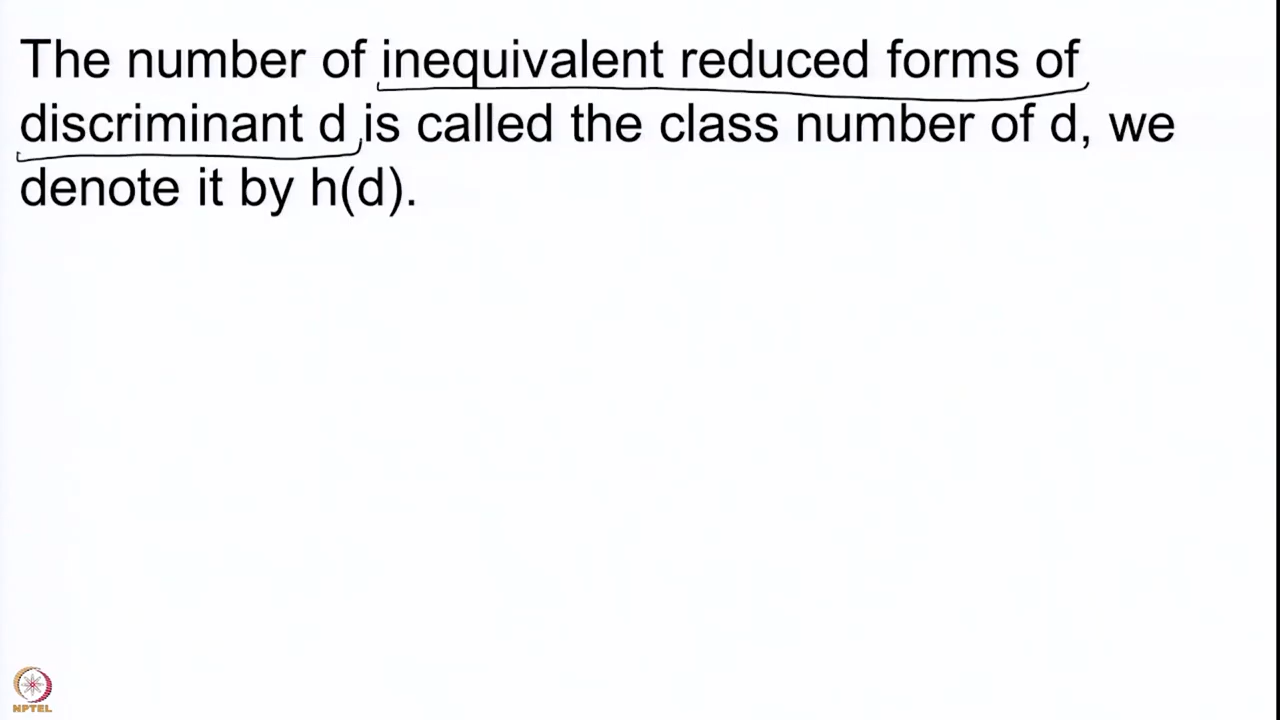 The number of inequivalent reduced forms of
discriminant d is called the class number of d, we
denote it by h(d).
NPTEL